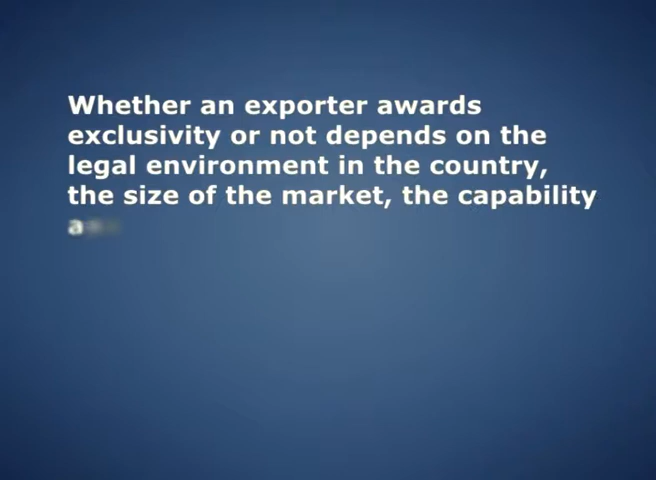 Whether an exporter awards
exclusivity or not depends on the
legal environment in the country,
the size of the market, the capability